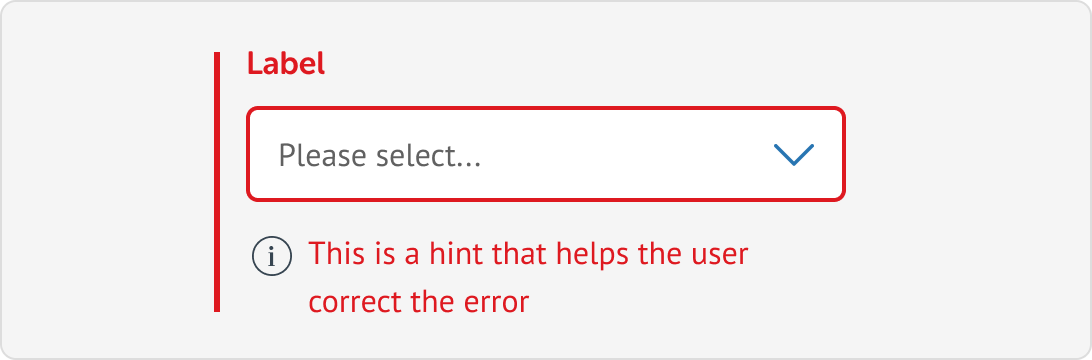 Label
Please select...
This is a hint that helps the user
correct the error